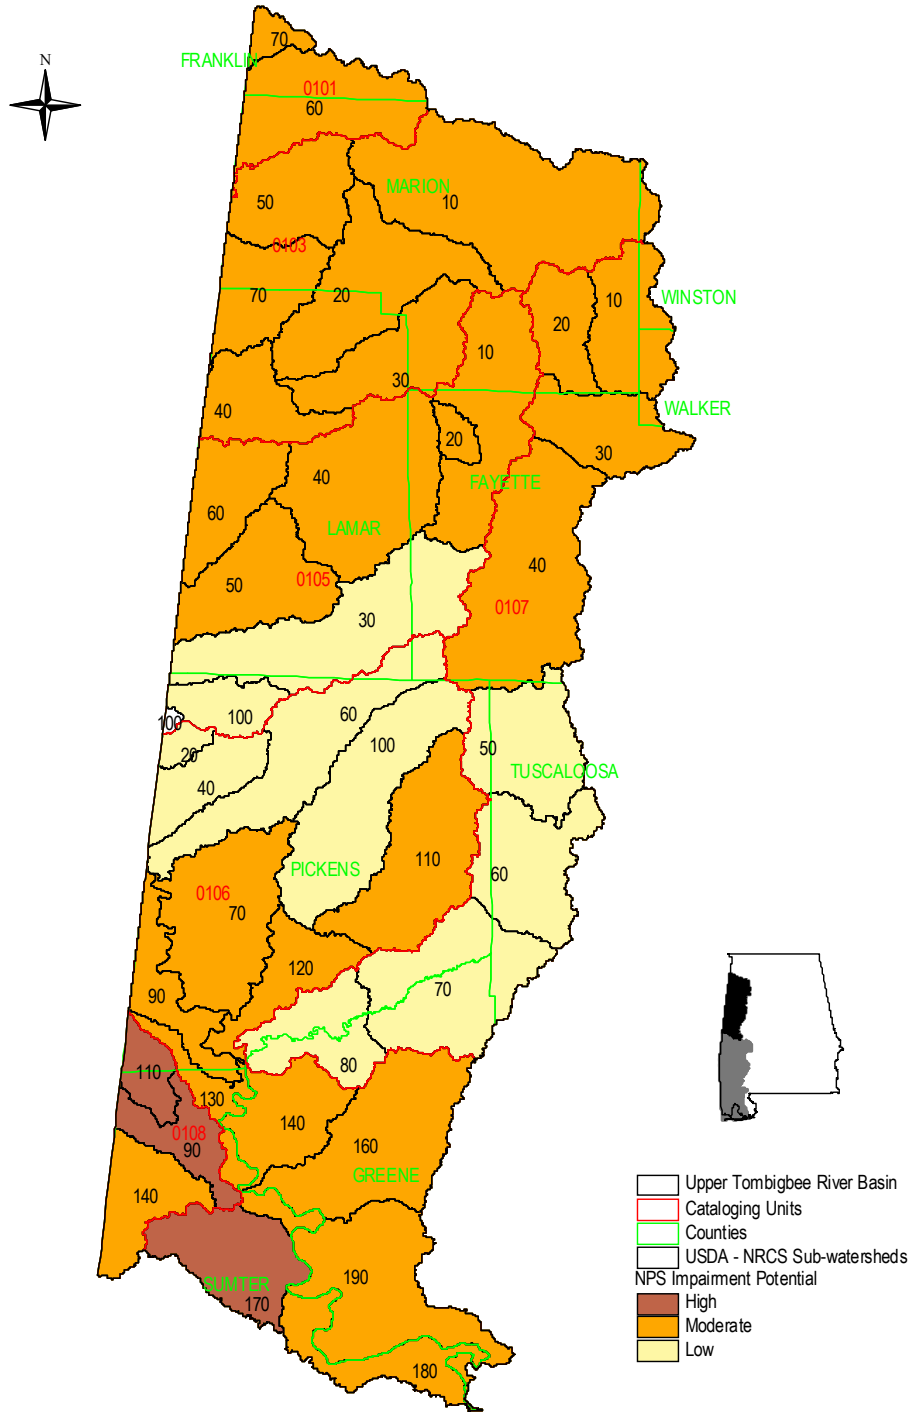 N
70
FRANKLIN
0101
60
MARION
10
50
0103
70
20
10
WINSTON
20
10
30
40
WALKER
20
30
40
FAYETTE
60
LAMAR
40
50
0105
0107
30
100
100
60
100
50
20
TUSCALOOSA
40
110
PICKENS
60
0106
70
120
90
70
80
110
130
140
0108
90
160
GREENE
140
190
SUMTER
170
180
Upper Tombigbee River Basin
Cataloging Units
Counties
USDA - NRCS Sub-watersheds
NPS Impairment Potential
High
Moderate
Low